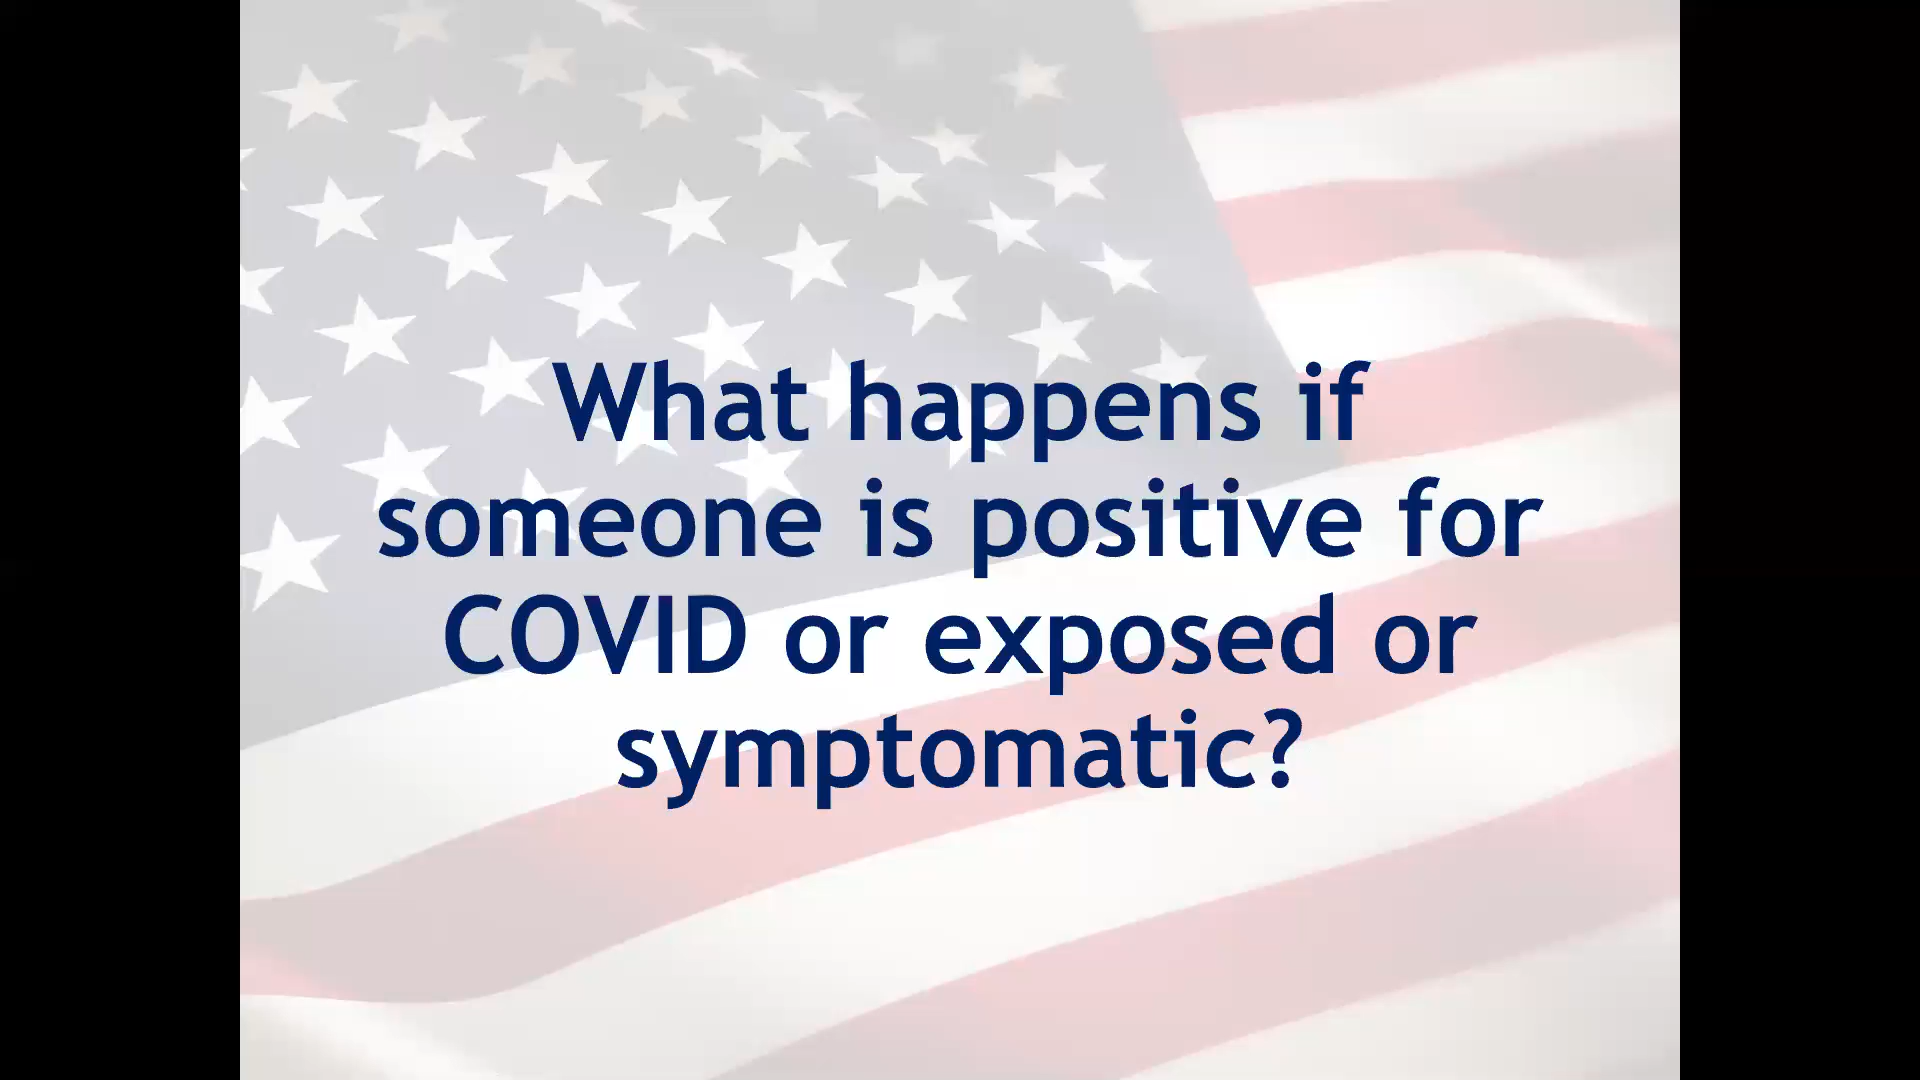 What happens if
someone is positive for
COVID or exposed or
symptomatic?